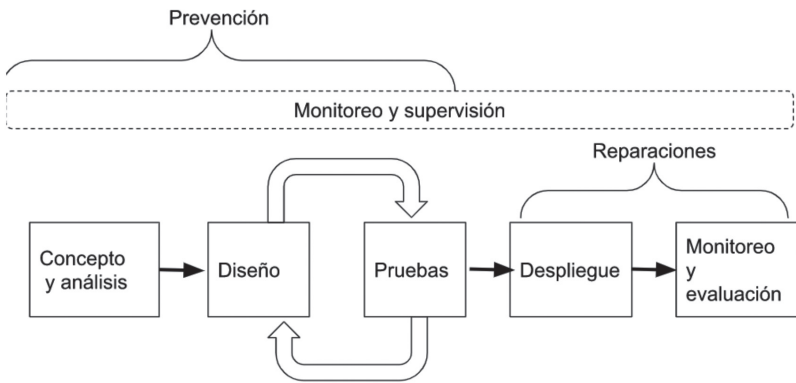 Prevención
Monitoreo y supervisión
Reparaciones
Concepto
y análisis
Diseño
Pruebas
Despliegue
Monitoreo
y
evaluación